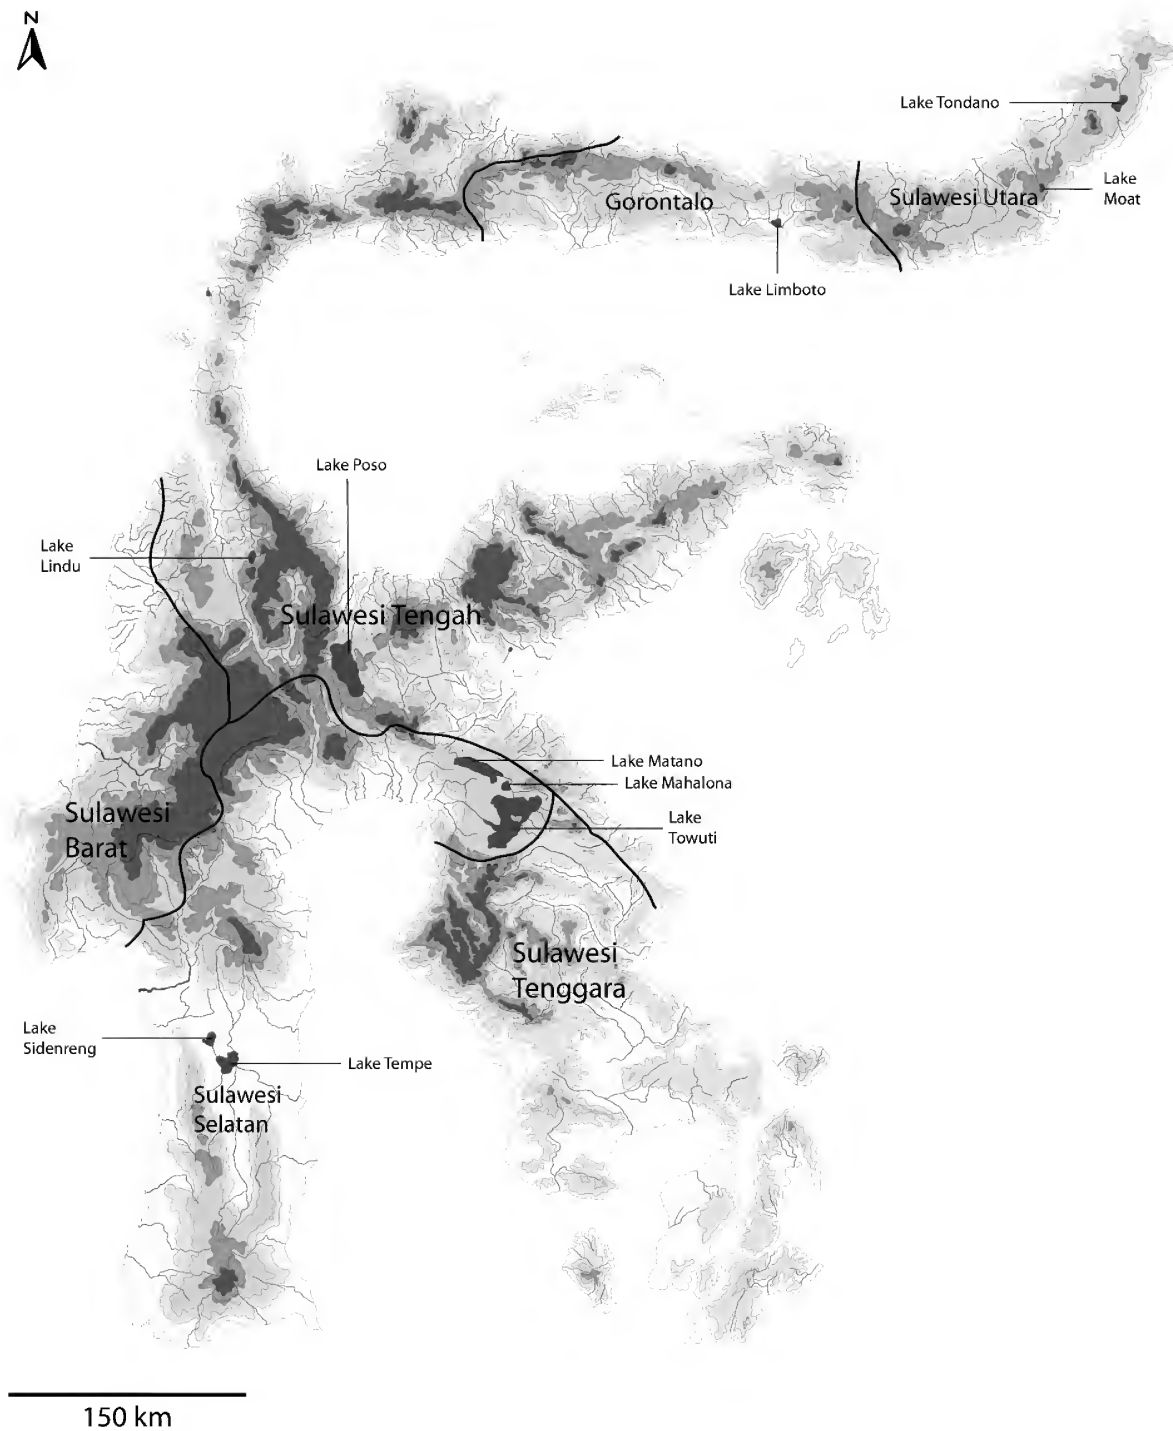 N
Lake Tondano
Lake
Moat
Sulawesi Utara
Gorontalo
Lake Limboto
Lake Poso
Lake
Lindu
Sulawesi Tengah
Lake Matano
Lake Mahalona
Lake
Towuti
Sulawesi
Barat
Sulawesi
Tenggara
Lake
Sidenreng
Lake Tempe
Sulawesi
Selatan
150 km